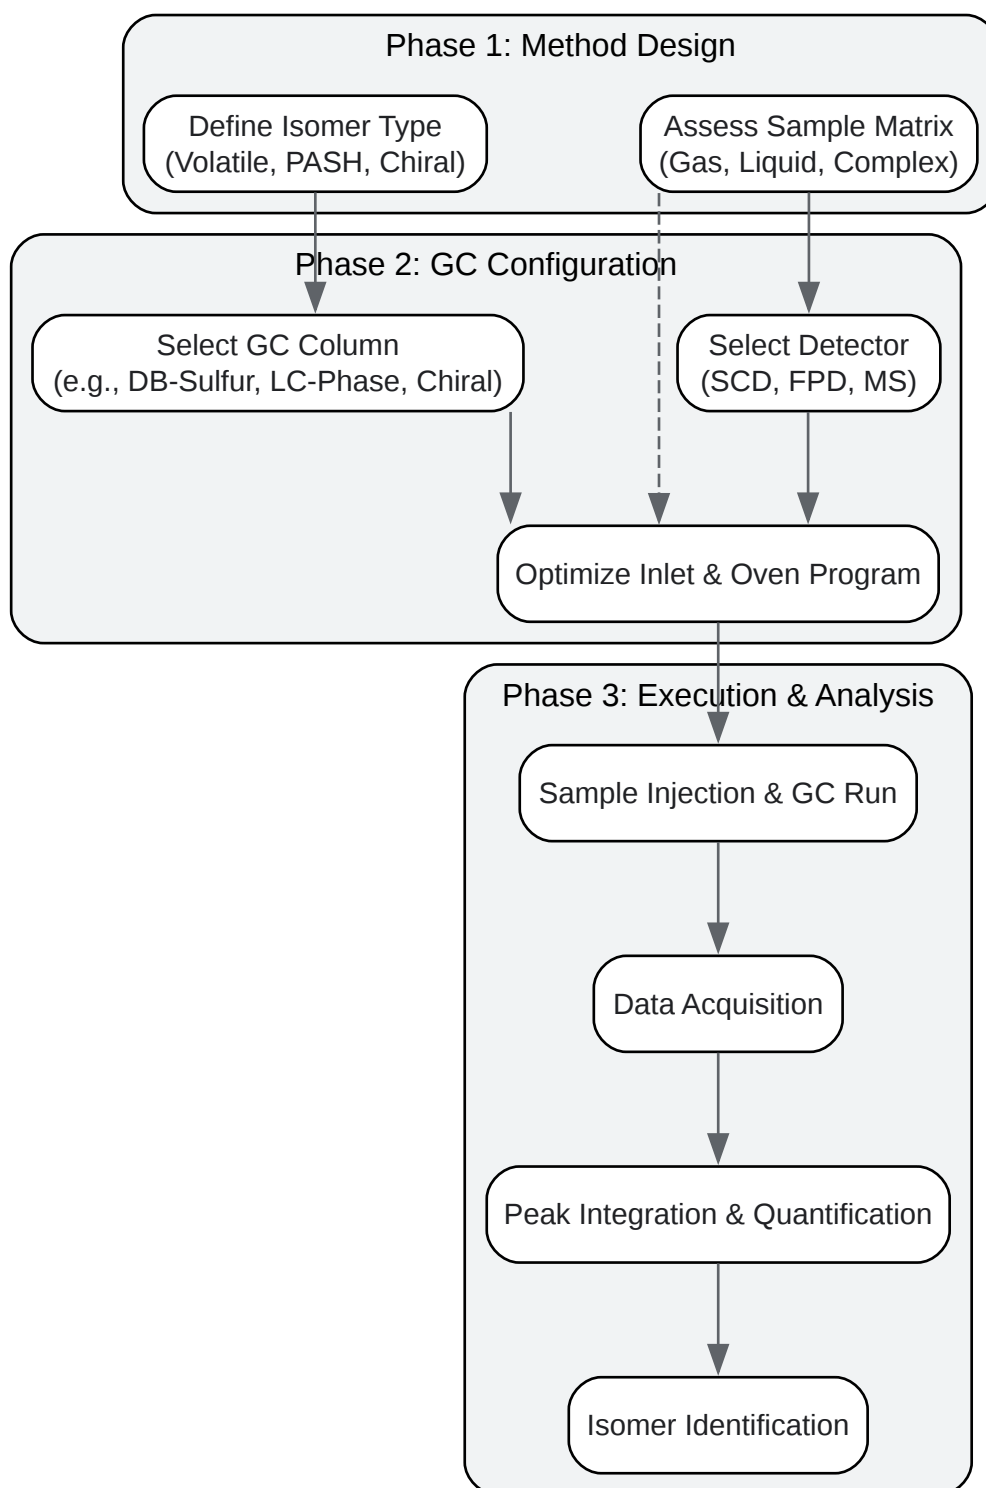 Phase 1: Method Design
Define Isomer Type
(Volatile, PASH, Chiral)
Assess Sample Matrix
(Gas, Liquid, Complex)
Phase 2: GC Configuration
Select GC Column
(e.g., DB-Sulfur, LC-Phase, Chiral)
Select Detector
(SCD, FPD, MS)
Optimize Inlet & Oven Program
Phase 3: Execution & Analysis
Sample Injection & GC Run
Data Acquisition
Peak Integration & Quantification
Isomer Identification